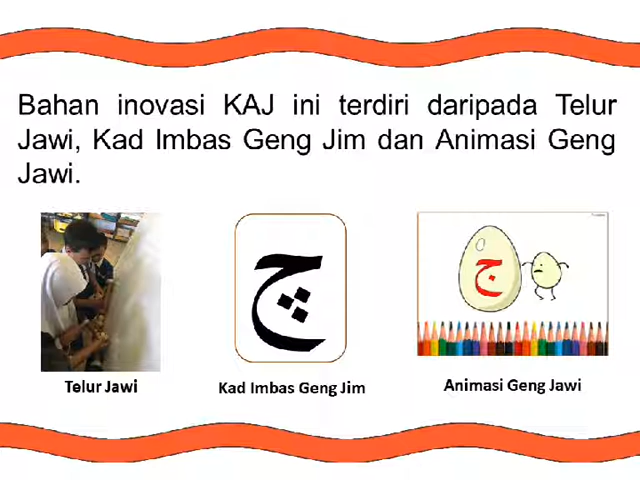 Bahan inovasi KAJ ini terdiri daripada Telur
Jawi, Kad Imbas Geng Jim dan Animasi Geng
Jawi.
چ
ج
Telur Jawi
Kad Imbas Geng Jim
Animasi Geng Jawi